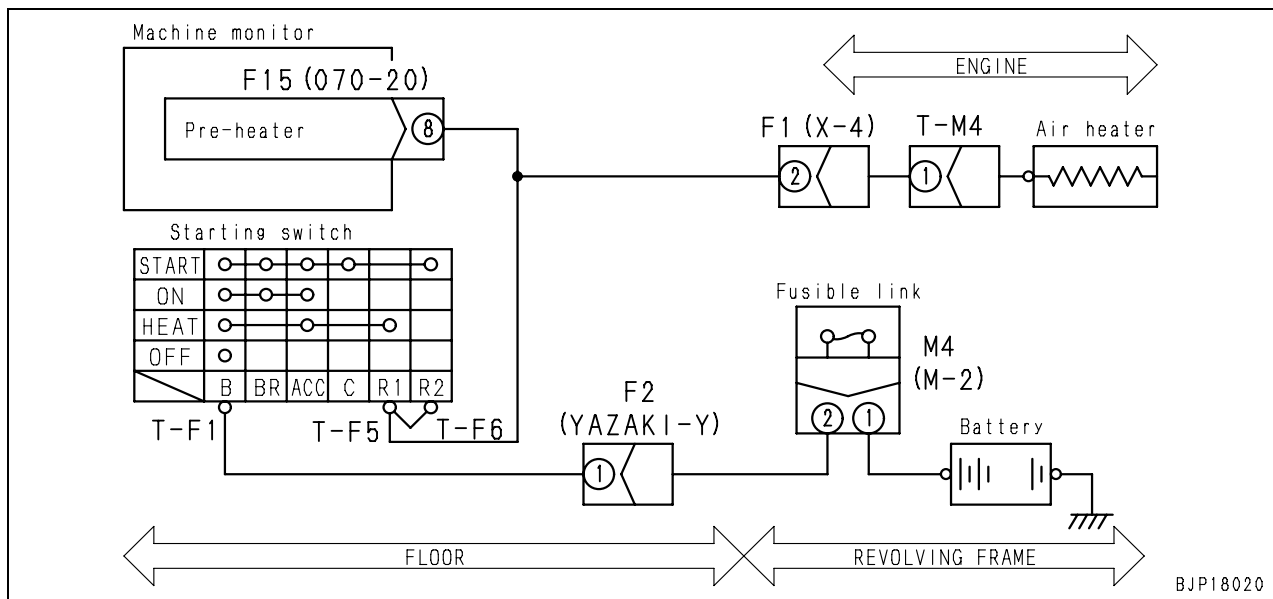 Machine monitor
F15 (070-20)
Pre-heater
8
ENGINE
F1 (X-4)
T-M4
Air heater
2
1
Starting switch
START
ON
HEAT
OFF
B BR ACC C R1 R2
T-F1
T-F5
T-F6
Fusible link
M4
(M-2)
2 1
F2
(YAZAKI-Y)
1
Battery
FLOOR
REVOLVING FRAME
BJP18020